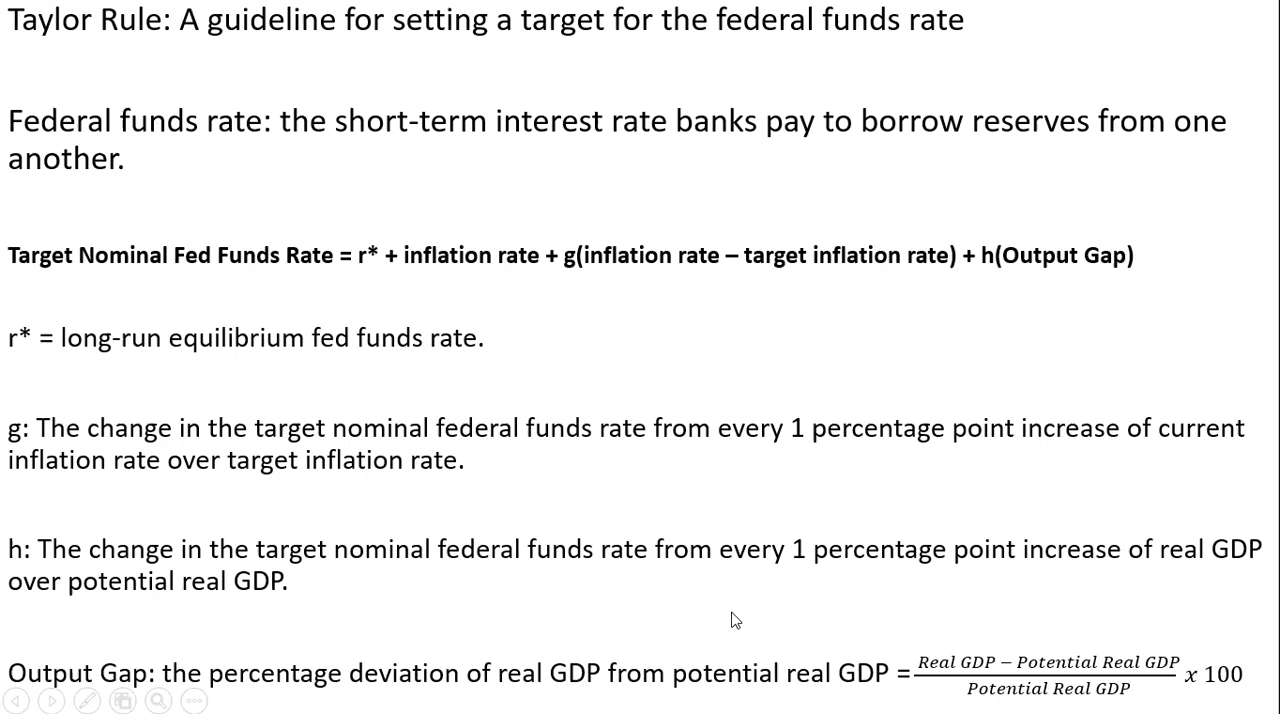 Taylor Rule: A guideline for setting a target for the federal funds rate
Federal funds rate: the short-term interest rate banks pay to borrow reserves from one
another.
Target Nominal Fed Funds Rate = r* + inflation rate + g(inflation rate – target inflation rate) + h(Output Gap)
r* = long-run equilibrium fed funds rate.
g: The change in the target nominal federal funds rate from every 1 percentage point increase of current
inflation rate over target inflation rate.
h: The change in the target nominal federal funds rate from every 1 percentage point increase of real GDP
over potential real GDP.
Output Gap: the percentage deviation of real GDP from potential real GDP = Real GDP – Potential Real GDP
Potential Real GDP
x 100